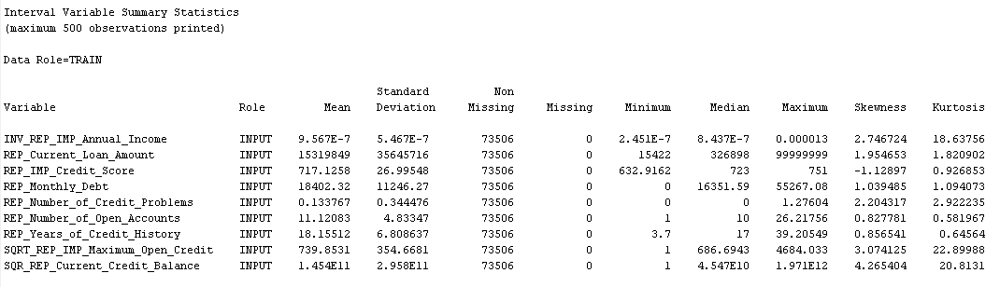 Interval Variable Summary Statistics
(maximum 500 observations printed)
Data Role=TRAIN
Standard Non
Variable Role Mean Deviation Missing Missing Minimum Median Maximum Skewness Kurtosis
INV_REP_IMP_Annual_Income INPUT 9.567E-7 5.467E-7 73506 0 2.451E-7 8.437E-7 0.000013 2.746724 18.63756
REP_Current_Loan_Amount INPUT 15319849 35645716 73506 0 15422 326898 99999999 1.954653 1.820902
REP_IMP_Credit_Score INPUT 717.1258 26.99548 73506 0 632.9162 723 751 -1.12897 0.926853
REP_Monthly_Debt INPUT 18402.32 11246.27 73506 0 0 16351.59 55267.08 1.039485 1.094073
REP_Number_of_Credit_Problems INPUT 0.133767 0.344476 73506 0 0 0 1.27604 2.204317 2.922235
REP_Number_of_Open_Accounts INPUT 11.12083 4.83347 73506 0 1 10 26.21756 0.827781 0.581967
REP_Years_of_Credit_History INPUT 18.15512 6.808637 73506 0 3.7 17 39.20549 0.856541 0.64564
SQRT_REP_IMP_Maximum_Open_Credit INPUT 739.8531 354.6681 73506 0 1 686.6943 4684.033 3.074125 22.89988
SQR_REP_Current_Credit_Balance INPUT 1.454E11 2.958E11 73506 0 1 4.547E10 1.971E12 4.265404 20.8131